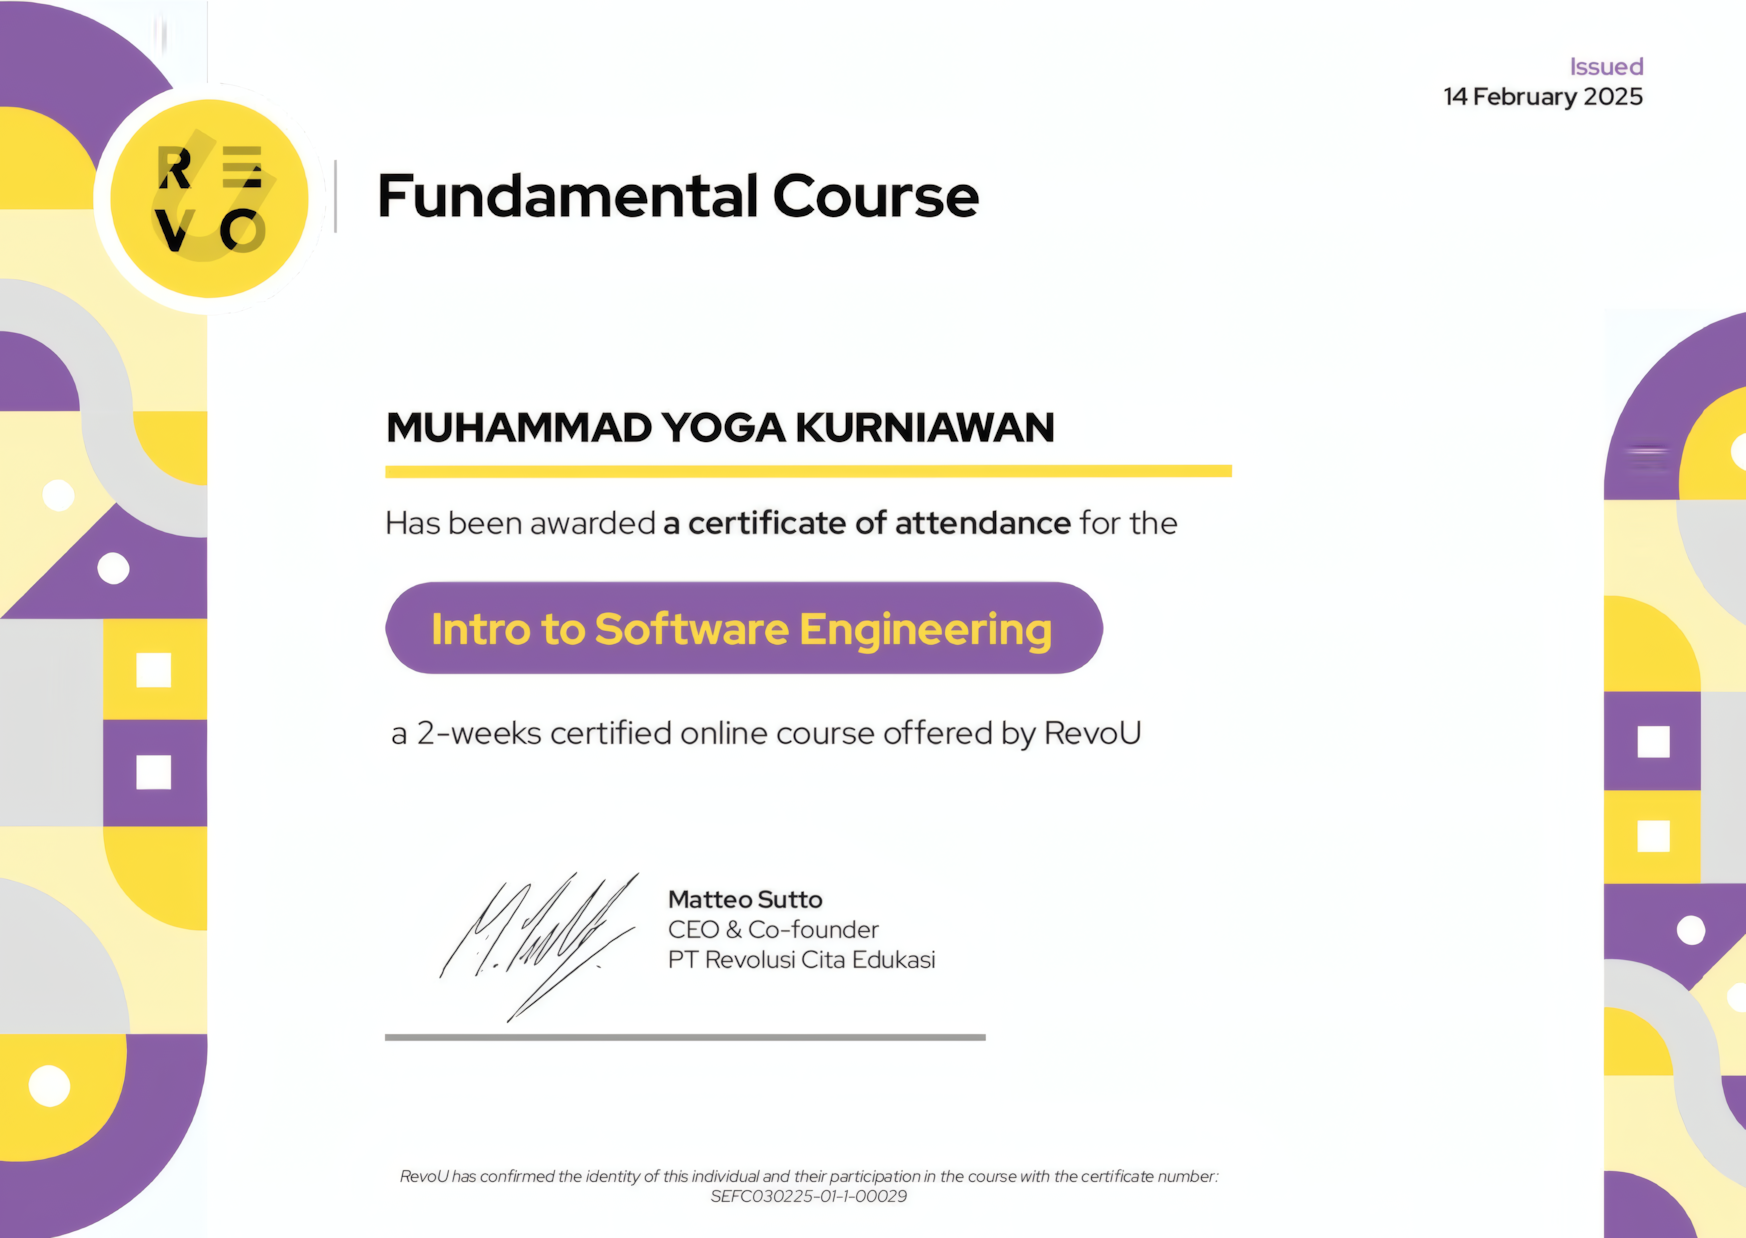 Issued
14 February 2025
RE
VO
Fundamental Course
MUHAMMAD YOGA KURNIAWAN
Has been awarded a certificate of attendance for the
Intro to Software Engineering
a 2-weeks certified online course offered by RevoU
Matteo Sutto
CEO & Co-founder
PT Revolusi Cita Edukasi
RevoU has confirmed the identity of this individual and their participation in the course with the certificate number:
SEFC030225-01-1-00029